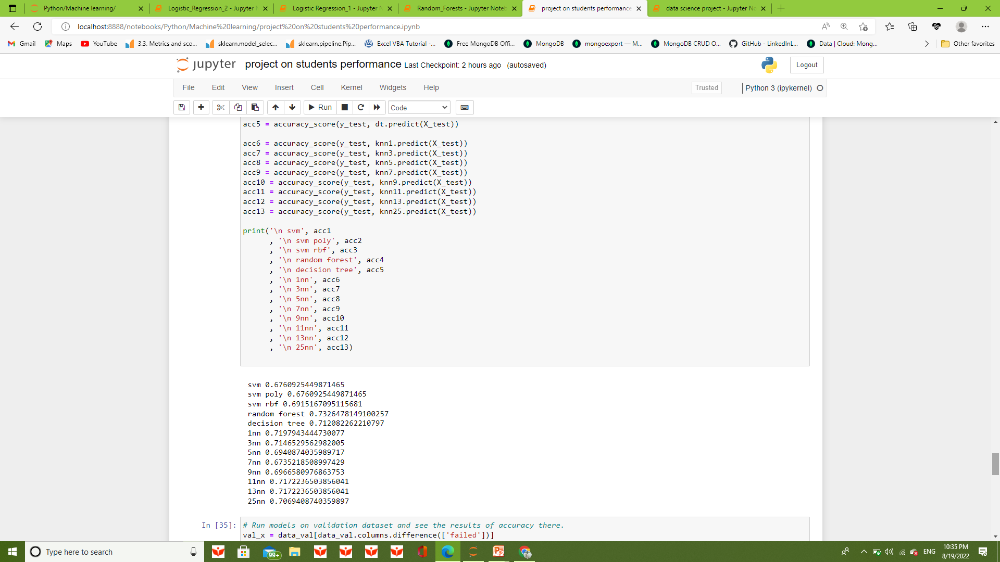 Python/Machine learning/
Logistic_Regression_2 - Jupyter N
Logistic Regression_1 - Jupyter N
Random_Forests - Jupyter Noteb
project on students performance
data science project - Jupyter No
localhost:8888/notebooks/Python/Machine%20learning/project%20on%20students%20performance.ipynb
Gmail
Maps
YouTube
3.3. Metrics and sco...
sklearn.model_selec...
sklearn.pipeline.Pip...
Excel VBA Tutorial -...
Free MongoDB Offi...
MongoDB
mongoexport — M...
MongoDB CRUD O...
GitHub - LinkedInL...
Data | Cloud: Mong...
Other favorites
jupyter project on students performance Last Checkpoint: 2 hours ago (autosaved)
Logout
File Edit View Insert Cell Kernel Widgets Help
Trusted
Python 3 (ipykernel)
Run
Code
acc5 = accuracy_score(y_test, dt.predict(X_test))
acc6 = accuracy_score(y_test, knn1.predict(X_test))
acc7 = accuracy_score(y_test, knn3.predict(X_test))
acc8 = accuracy_score(y_test, knn5.predict(X_test))
acc9 = accuracy_score(y_test, knn7.predict(X_test))
acc10 = accuracy_score(y_test, knn9.predict(X_test))
acc11 = accuracy_score(y_test, knn11.predict(X_test))
acc12 = accuracy_score(y_test, knn13.predict(X_test))
acc13 = accuracy_score(y_test, knn25.predict(X_test))
print('\n svm', acc1
, '\n svm poly', acc2
, '\n svm rbf', acc3
, '\n random forest', acc4
, '\n decision tree', acc5
, '\n 1nn', acc6
, '\n 3nn', acc7
, '\n 5nn', acc8
, '\n 7nn', acc9
, '\n 9nn', acc10
, '\n 11nn', acc11
, '\n 13nn', acc12
, '\n 25nn', acc13)
svm 0.6760925449871465
svm poly 0.6760925449871465
svm rbf 0.6915167095115681
random forest 0.7326478149100257
decision tree 0.712082262210797
1nn 0.7197943444730077
3nn 0.7146529562982005
5nn 0.6940874035989717
7nn 0.6735218508997429
9nn 0.6966580976863753
11nn 0.7172236503856041
13nn 0.7172236503856041
25nn 0.7069408740359897
In [35]: # Run models on validation dataset and see the results of accuracy there.
val_x = data_val[data_val.columns.difference(['failed'])]
Type here to search
99+
ENG
10:35 PM
8/19/2022